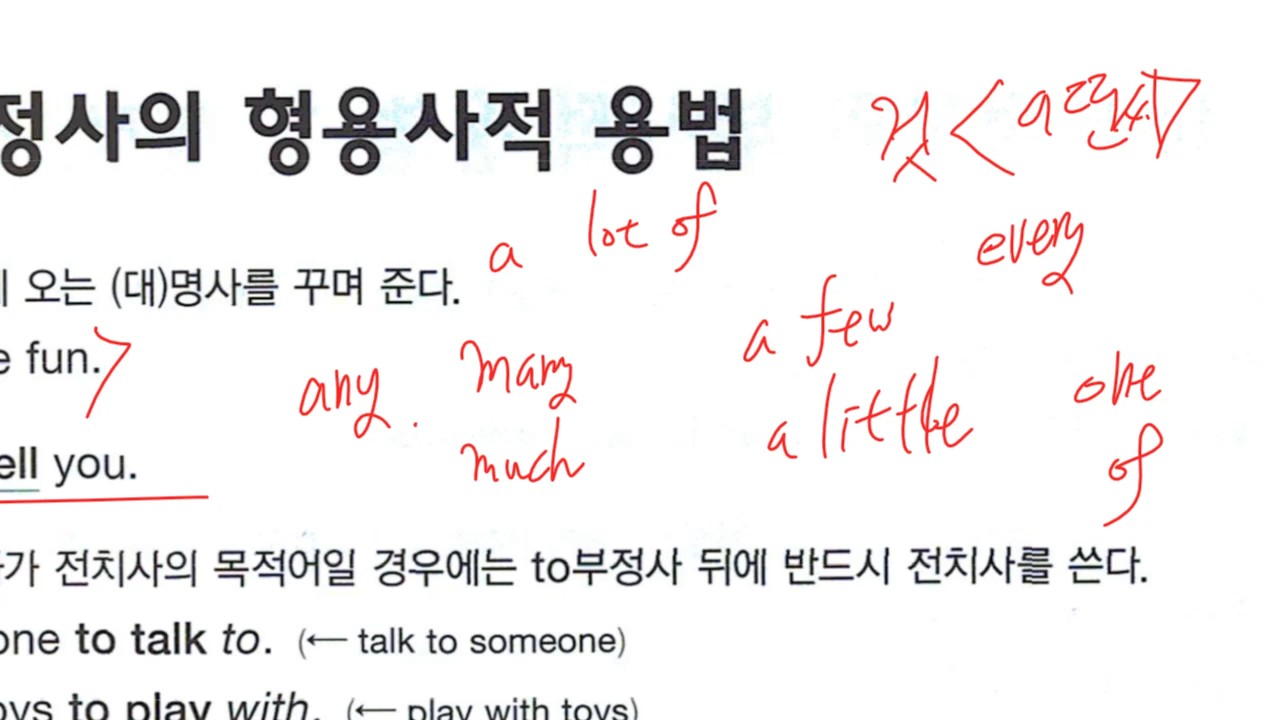 정사의 형용사적 용법
것 <
a lot of
every
오는 (대)명사를 꾸며 준다.
a few
e fun. >
any.
many
one
a little
ell you.
much
of
가 전치사의 목적어일 경우에는 to부정사 뒤에 반드시 전치사를 쓴다.
one to talk to. (← talk to someone)
oys to play with. (← play with toys)